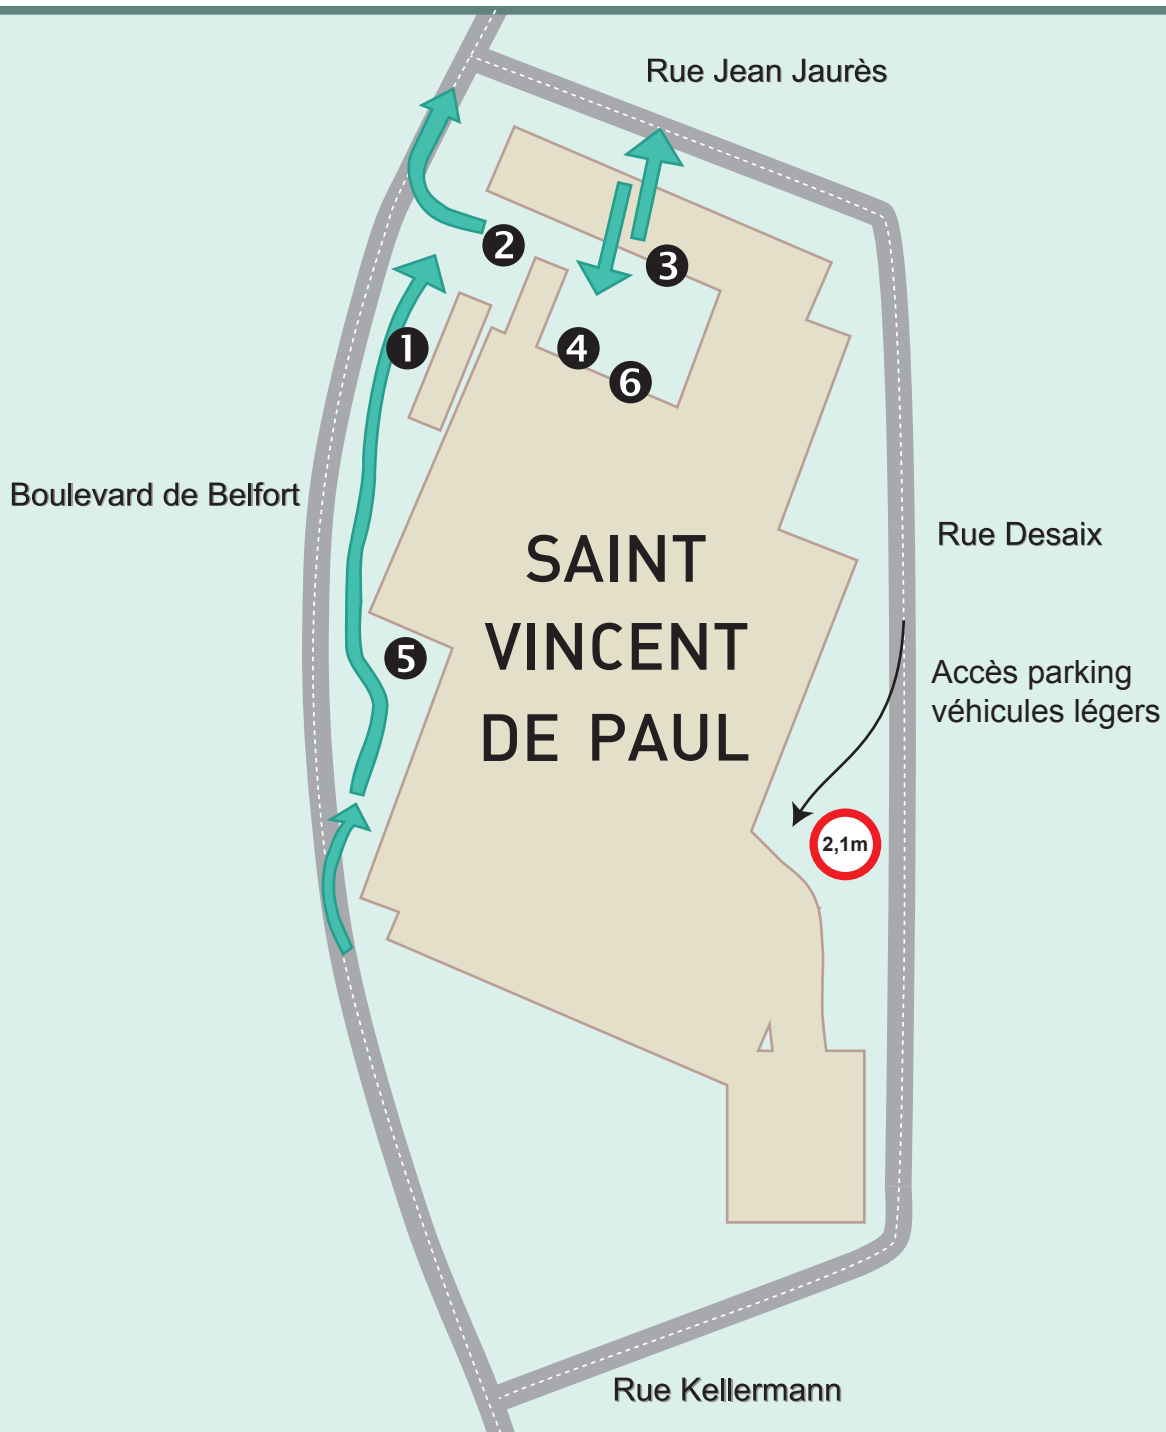 Rue Jean Jaurès
2
3
1
4
6
Boulevard de Belfort
Rue Desaix
SAINT
VINCENT
DE PAUL
5
Accès parking
véhicules légers
2,1m
Rue Kellermann